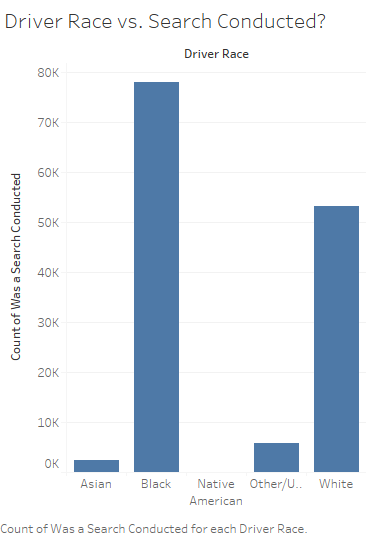 Driver Race vs. Search Conducted?
Driver Race
Count of Was a Search Conducted
80K
70K
60K
50K
40K
30K
20K
10K
0K
Asian
Black
Native
American
Other/U..
White
Count of Was a Search Conducted for each Driver Race.